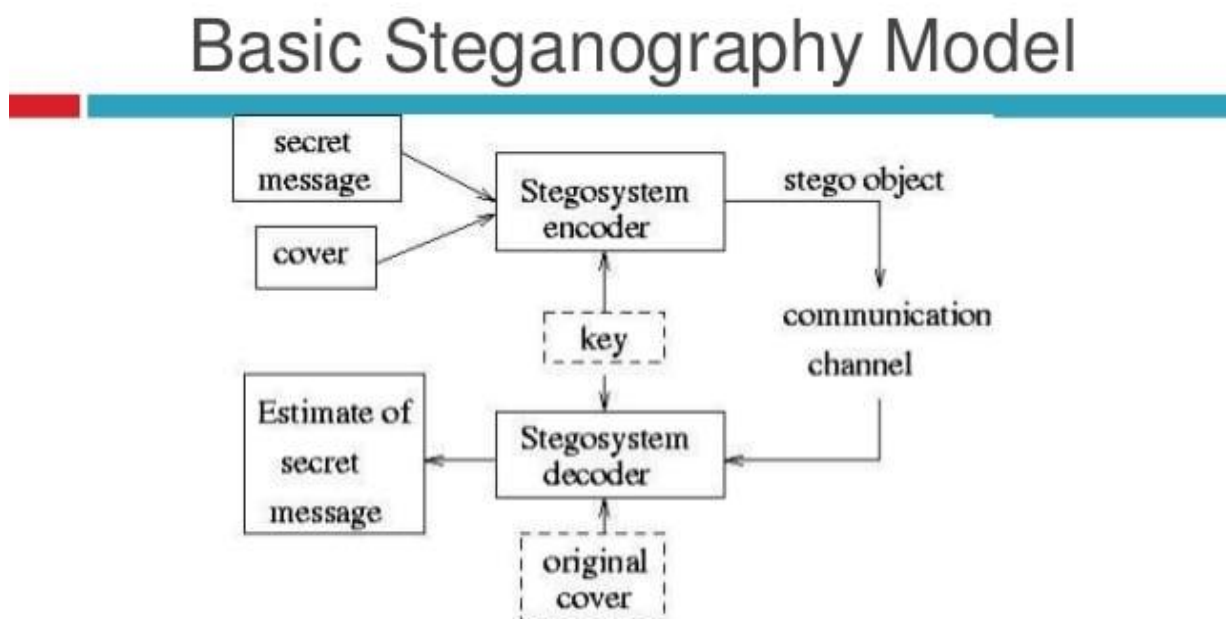 Basic Steganography Model
secret
message
cover
Stegosystem
encoder
stego object
key
communication
channel
Estimate of
secret
message
Stegosystem
decoder
original
cover